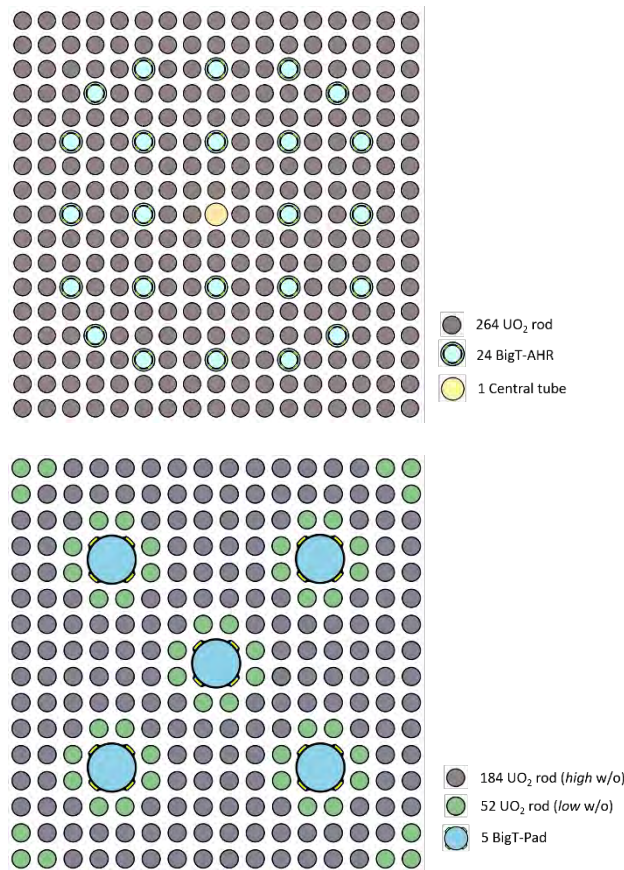 264 UO₂ rod
24 BigT-AHR
1 Central tube
184 UO₂ rod (high w/o)
52 UO₂ rod (low w/o)
5 BigT-Pad